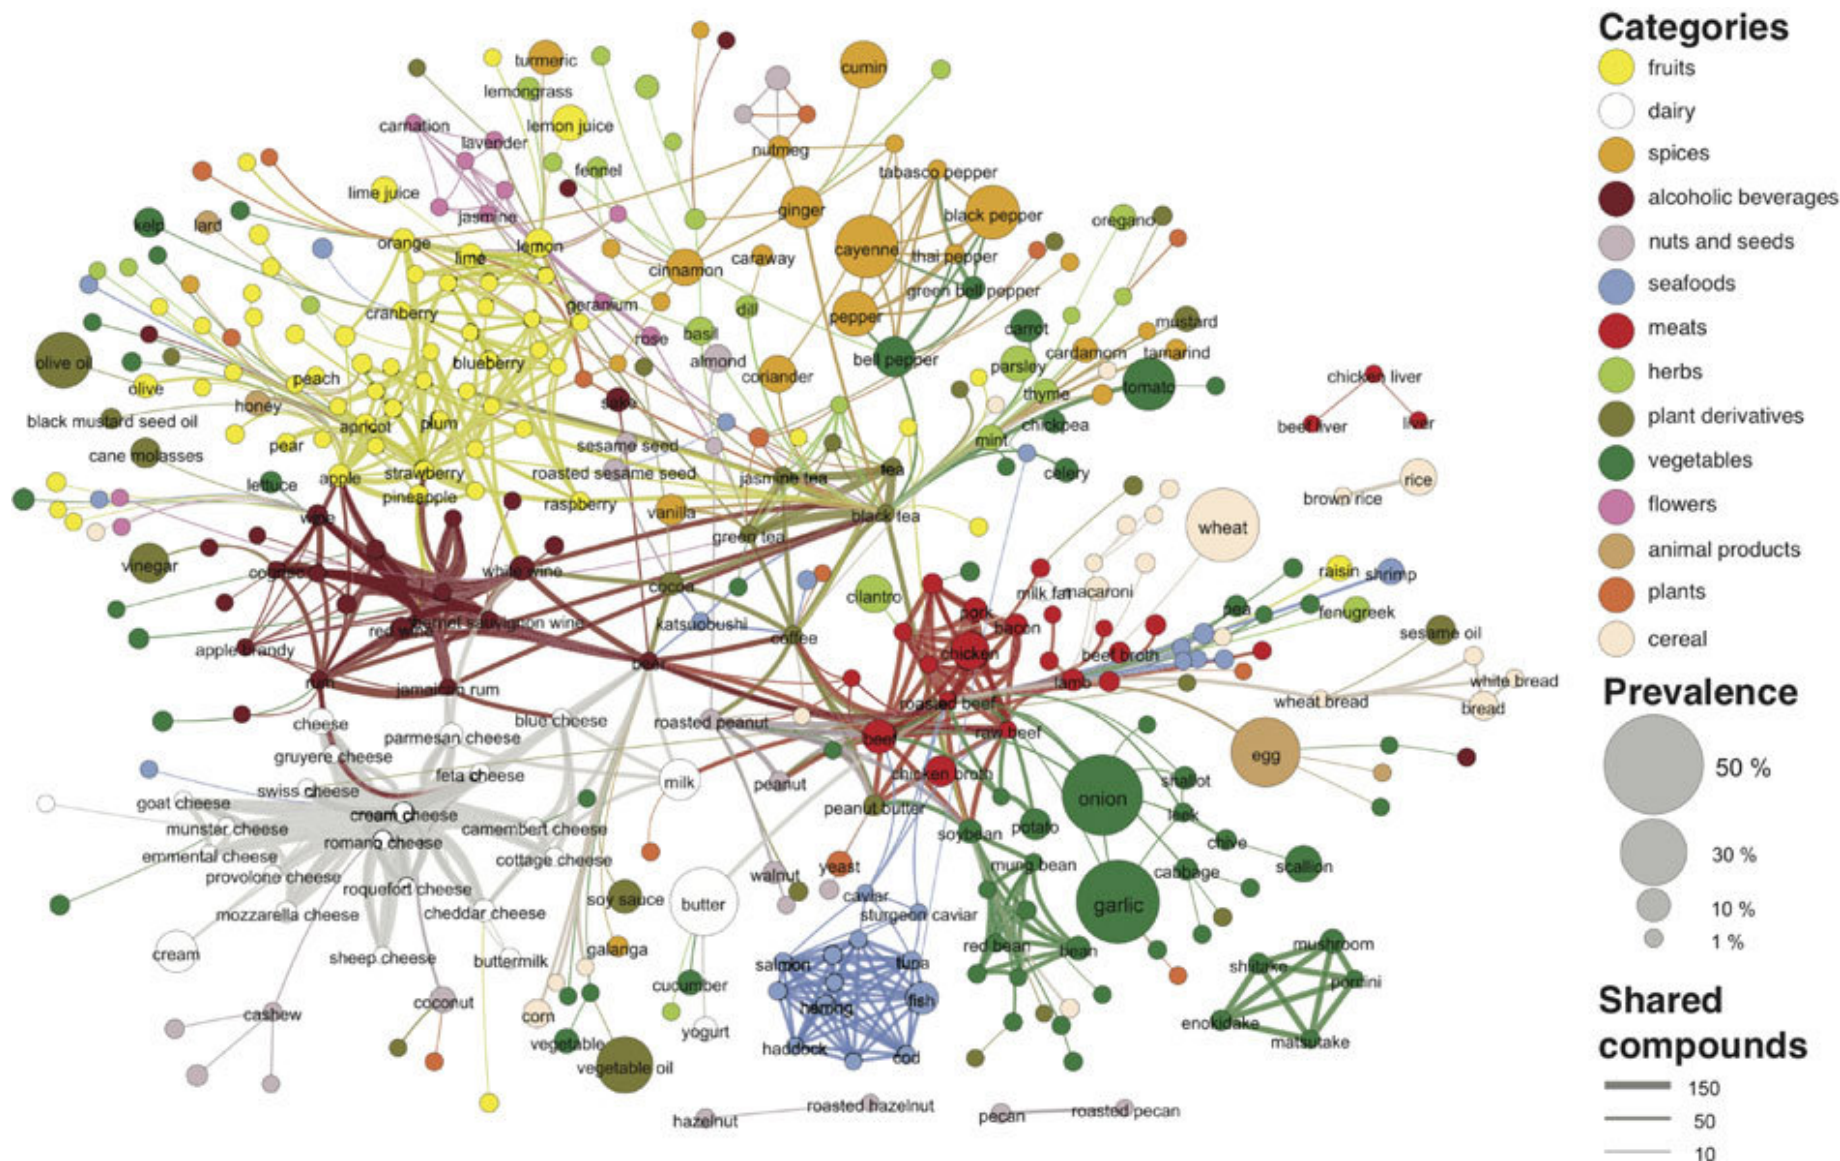 turmeric
cumin
lemongrass
carnation
lemon juice
lavender
nutmeg
fennel
tabasco pepper
lime juice
ginger
black pepper
jasmine
oregano
kelp
lard
orange
lemon
cayenne
lime
cinnamon
caraway
thai pepper
green bell pepper
geranium
cranberry
dill
pepper
mustard
rose
basil
carrot
olive oil
blueberry
almond
bell pepper
cardamom
tamarind
parsley
peach
coriander
chicken liver
olive
thyme
tomato
honey
sake
black mustard seed oil
apricot
plum
chickpea
beef liver
liver
pear
sesame seed
mint
cane molasses
apple
strawberry
roasted sesame seed
jasmine tea
tea
celery
lettuce
pineapple
raspberry
rice
brown rice
wine
vanilla
black tea
wheat
green tea
vinegar
cognac
white wine
cocoa
raisin
shrimp
cilantro
milk fat
macaroni
pork
pea
fenugreek
red wine
cabernet sauvignon wine
katsuobushi
coffee
bacon
sesame oil
apple brandy
beer
chicken
beef broth
rum
jamaican rum
lamb
white bread
roasted beef
wheat bread
bread
cheese
blue cheese
roasted peanut
parmesan cheese
beef
raw beef
gruyere cheese
egg
feta cheese
milk
peanut
chicken broth
shallot
swiss cheese
goat cheese
onion
cream cheese
peanut butter
leek
munster cheese
camembert cheese
soybean
potato
romano cheese
chive
emmental cheese
cottage cheese
mung bean
scallion
provolone cheese
walnut
yeast
cabbage
roquefort cheese
caviar
soy sauce
butter
garlic
mozzarella cheese
cheddar cheese
sturgeon caviar
red bean
bean
mushroom
cream
galanga
sheep cheese
buttermilk
salmon
tuna
shiitake
porcini
cucumber
coconut
fish
herring
cashew
corn
enokidake
yogurt
vegetable
haddock
cod
matsutake
vegetable oil
hazelnut
roasted hazelnut
pecan
roasted pecan
Categories
fruits
dairy
spices
alcoholic beverages
nuts and seeds
seafoods
meats
herbs
plant derivatives
vegetables
flowers
animal products
plants
cereal
Prevalence
50 %
30 %
10 %
1 %
Shared
compounds
150
50
10